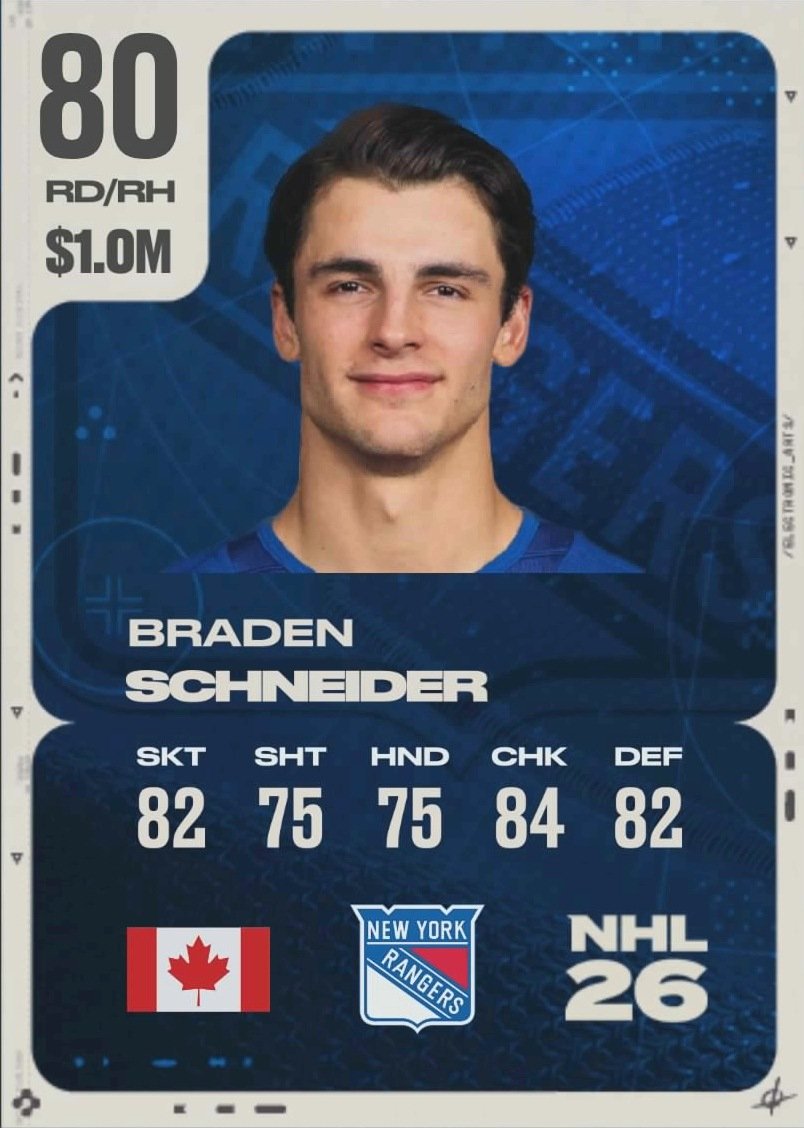 80
RD/RH
$1.0M
BRADEN
SCHNEIDER
SKT SHT HND CHK DEF
82 75 75 84 82
NEW YORK
RANGERS
NHL
26
/ELECTRONIC_ARTS/